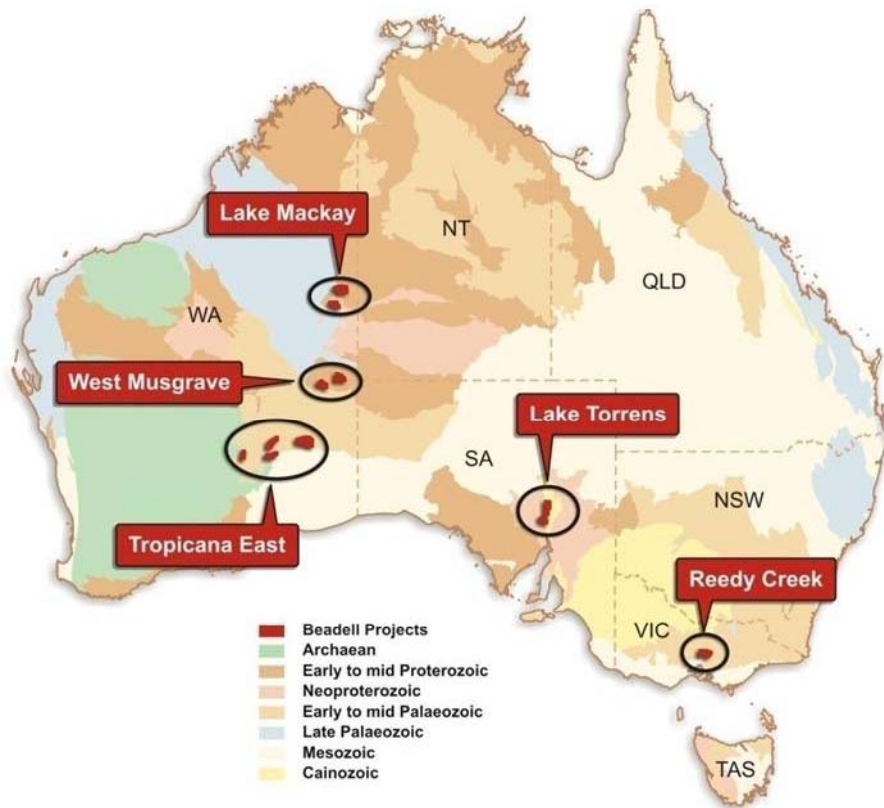 NT
Lake Mackay
QLD
WA
West Musgrave
Lake Torrens
SA
NSW
Tropicana East
Reedy Creek
VIC
Beadell Projects
Archaean
Early to mid Proterozoic
Neoproterozoic
Early to mid Palaeozoic
Late Palaeozoic
Mesozoic
Cainozoic
TAS